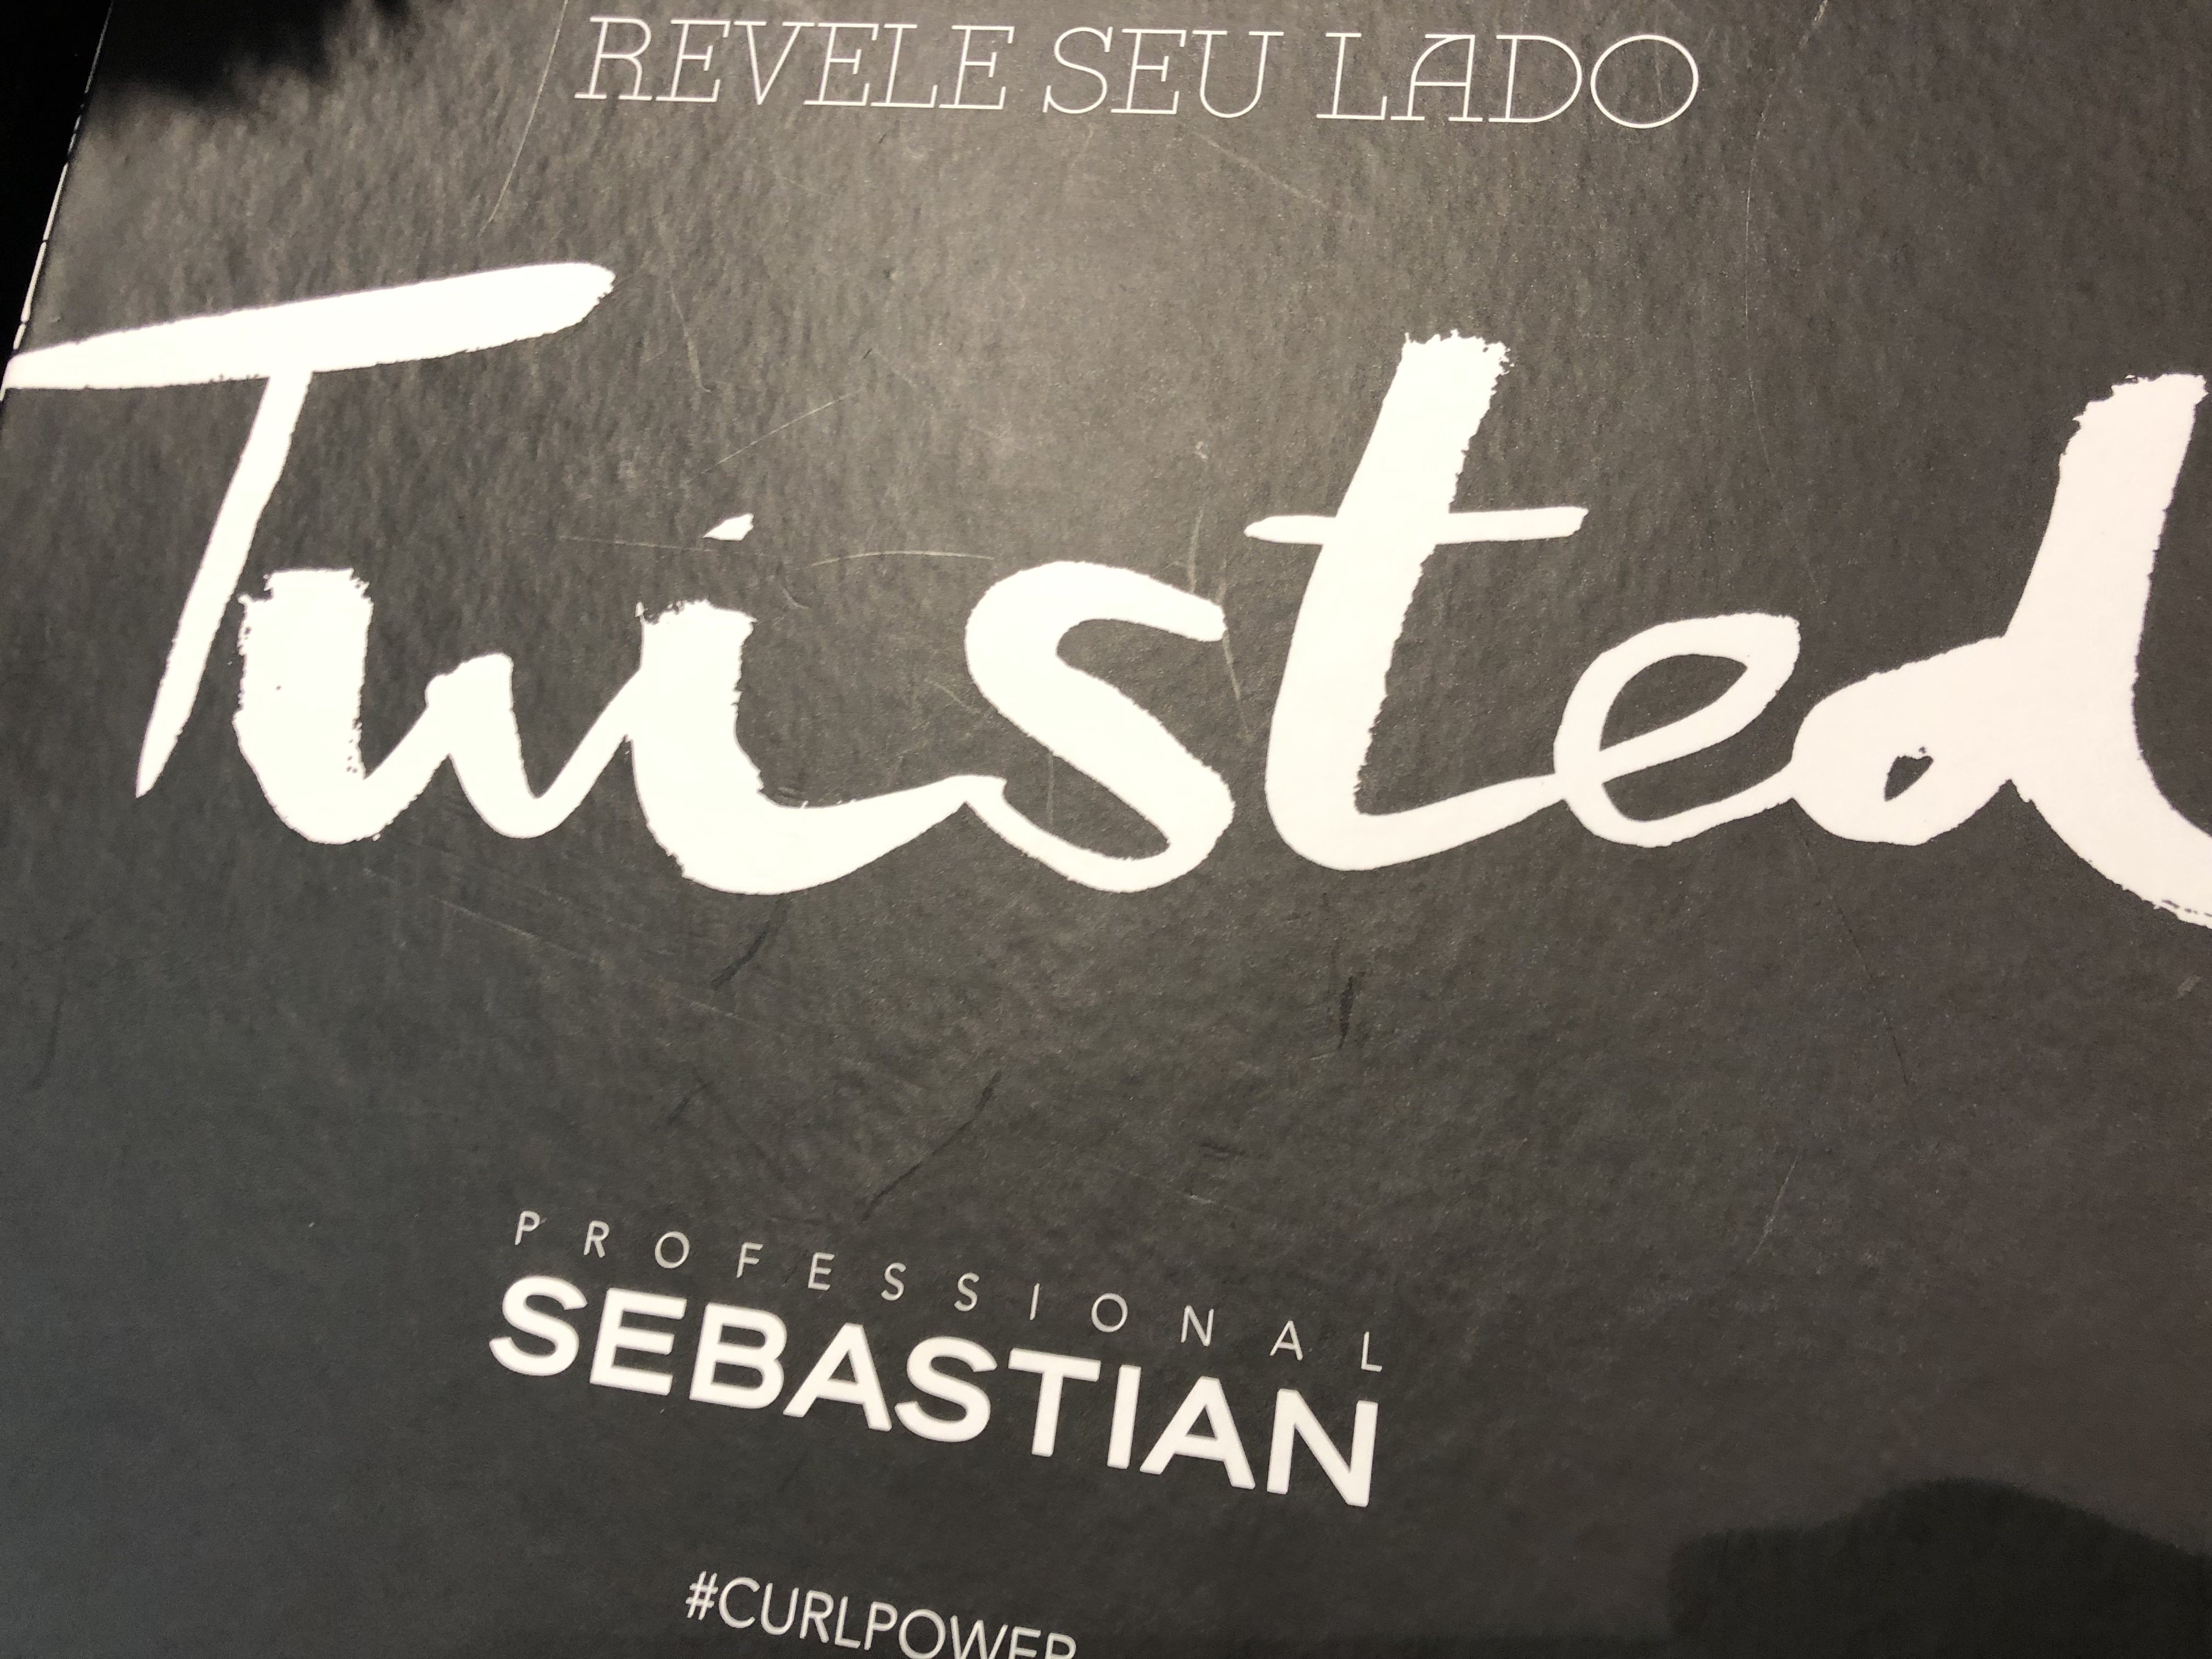 REVELE SEU LADO
Twisted
PROFESSIONAL
SEBASTIAN
#CURLPOWER